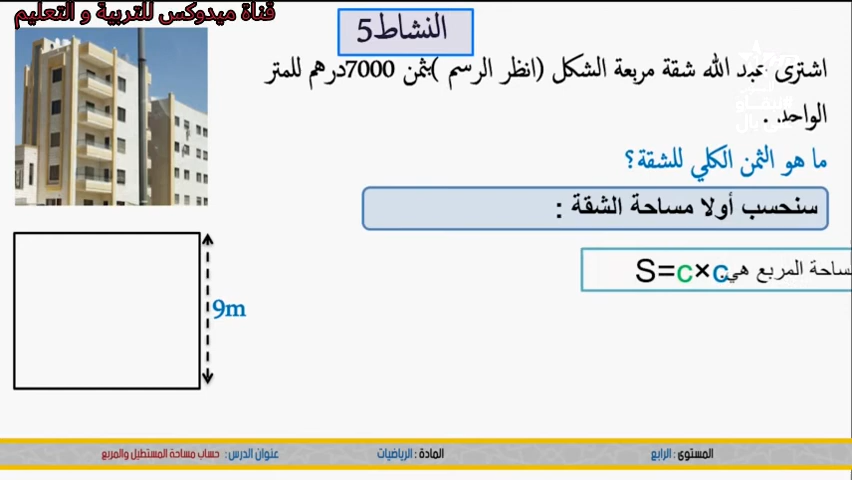 قناة ميدوكس للتربية و التعليم
النشاط5
اشترى عبد الله شقة مربعة الشكل (انظر الرسم )بثمن 7000درهم للمتر
الواحد. .
ما هو الثمن الكلي للشقة؟
سنحسب أولا مساحة الشقة :
ساحة المربع هي: S=c×c
9m
المستوى : الرابع
المادة : الرياضيات
عنوان الدرس : حساب مساحة المستطيل والمربع